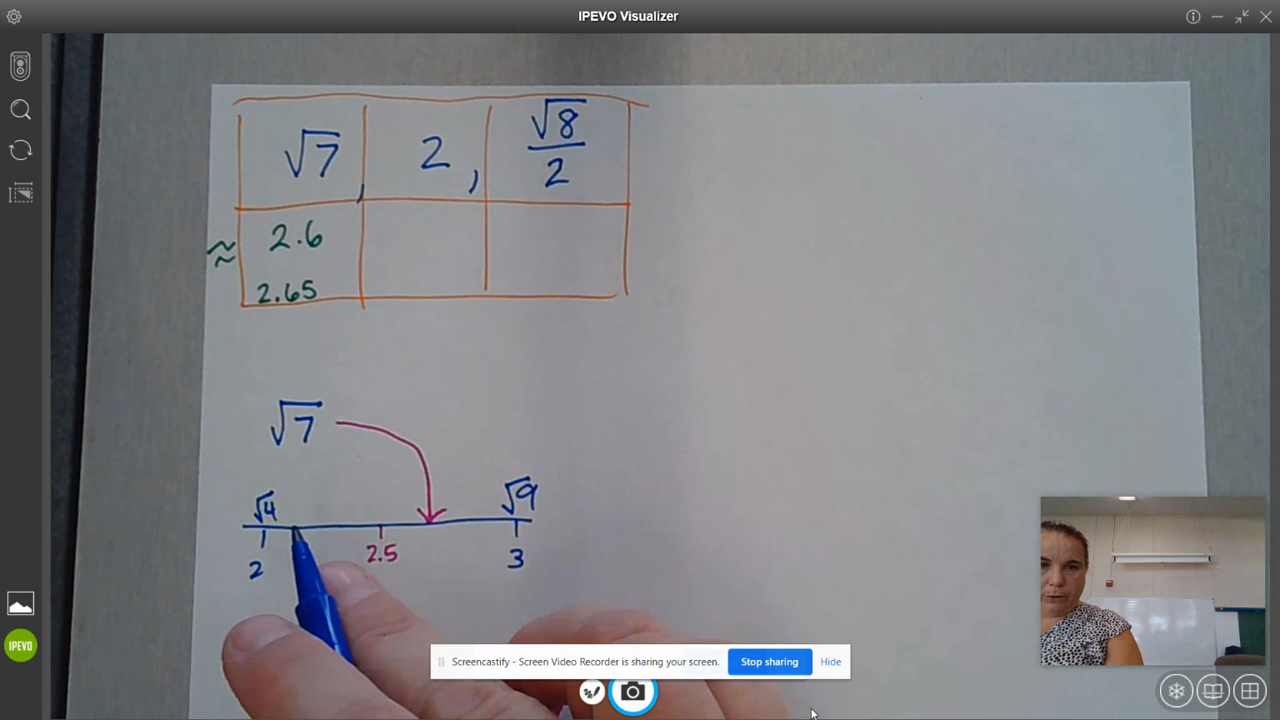 IPEVO Visualizer
√7, 2, √8/2
≈ 2.6
2.65
√7
√4 √9
2 2.5 3
Screencastify - Screen Video Recorder is sharing your screen. Stop sharing Hide
IPEVO